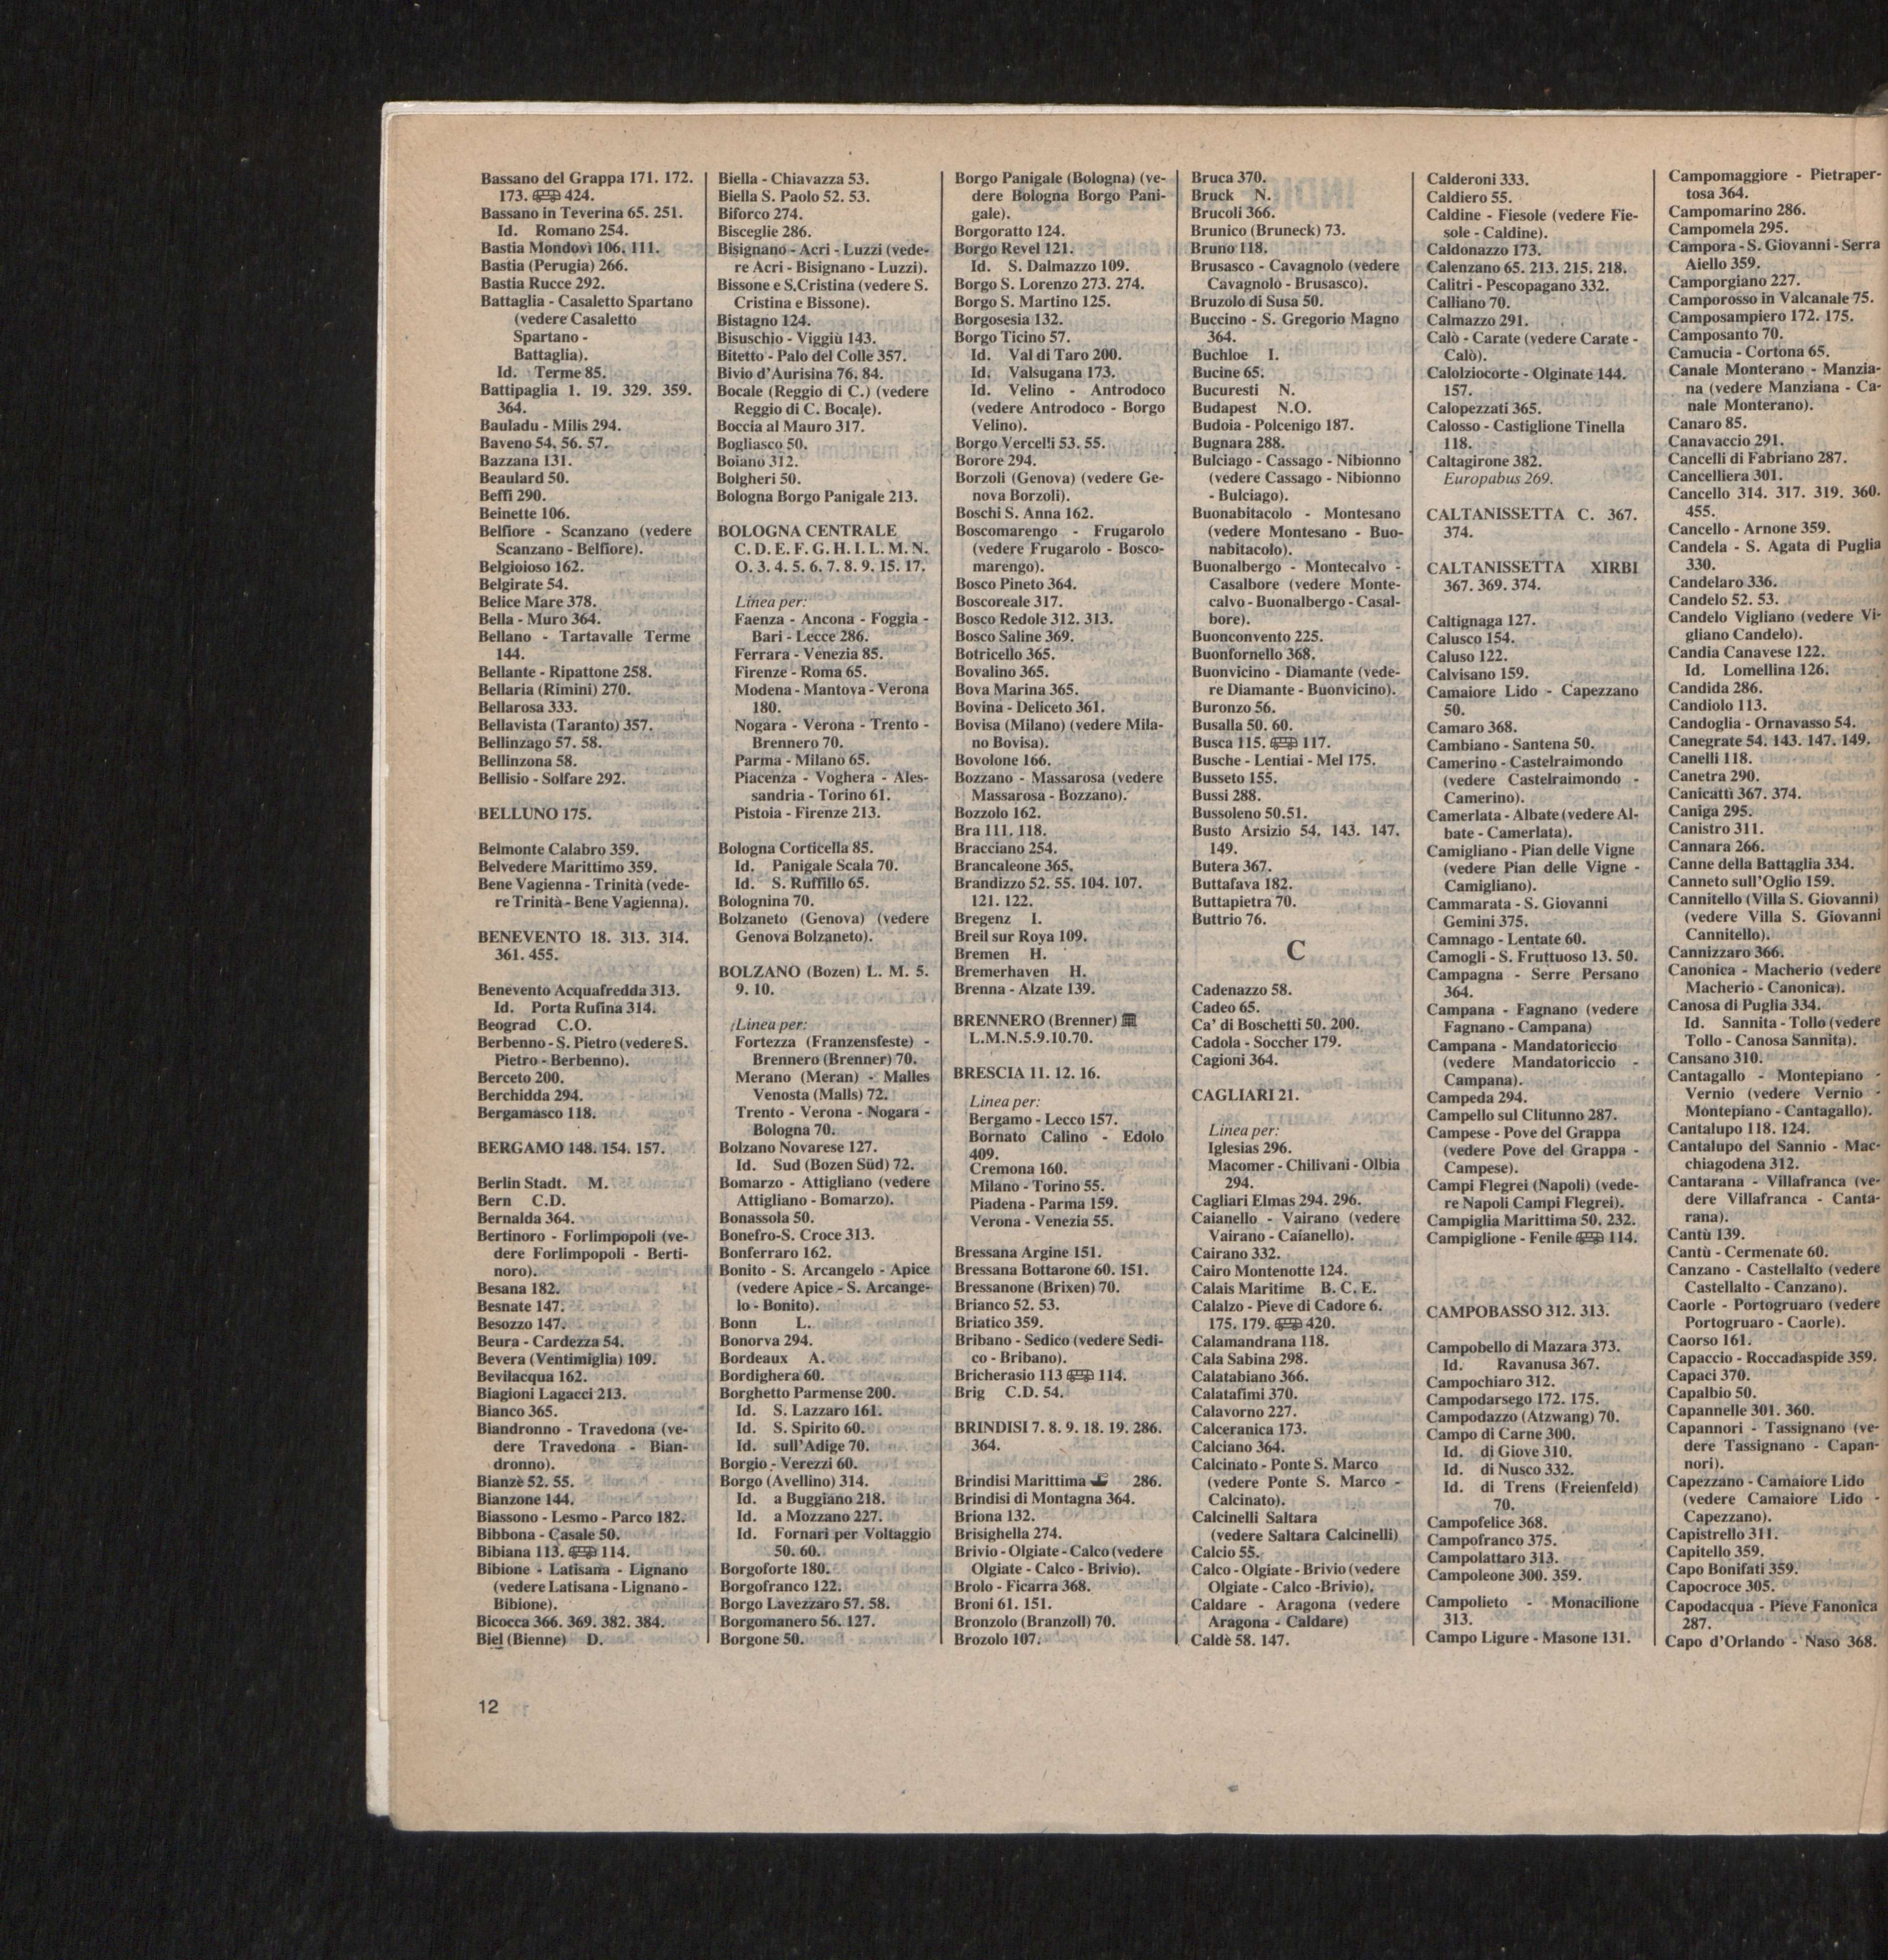 Bassano del Grappa 171. 172.
173. 424.
Bassano in Teverina 65. 251.
Id. Romano 254.
Bastia Mondovì 106. 111.
Bastia (Perugia) 266.
Bastia Rucce 292.
Battaglia - Casaletto Spartano
(vedere Casaletto
Spartano -
Battaglia).
Id. Terme 85.
Battipaglia 1. 19. 329. 359.
364.
Bauladu - Milis 294.
Baveno 54. 56. 57.
Bazzana 131.
Beaulard 50.
Beffi 290.
Beinette 106.
Belfiore - Scanzano (vedere
Scanzano - Belfiore).
Belgioioso 162.
Belgirate 54.
Belice Mare 378.
Bella - Muro 364.
Bellano - Tartavalle Terme
144.
Bellante - Ripattone 258.
Bellaria (Rimini) 270.
Bellarosa 333.
Bellavista (Taranto) 357.
Bellinzago 57. 58.
Bellinzona 58.
Bellisio - Solfare 292.
BELLUNO 175.
Belmonte Calabro 359.
Belvedere Marittimo 359.
Bene Vagienna - Trinità (vede-
re Trinità - Bene Vagienna).
BENEVENTO 18. 313. 314.
361. 455.
Benevento Acquafredda 313.
Id. Porta Rufina 314.
Beograd C.O.
Berbenno - S. Pietro (vedere S.
Pietro - Berbenno).
Berceto 200.
Berchidda 294.
Bergamasco 118.
BERGAMO 148. 154. 157.
Berlin Stadt. M.
Bern C.D.
Bernalda 364.
Bertinoro - Forlimpopoli (ve-
dere Forlimpopoli - Berti-
noro).
Besana 182.
Besnate 147.
Besozzo 147.
Beura - Cardezza 54.
Bevera (Ventimiglia) 109.
Bevilacqua 162.
Biagioni Lagacci 213.
Bianco 365.
Biandronno - Travedona (ve-
dere Travedona - Bian-
dronno).
Bianzè 52. 55.
Bianzone 144.
Biassono - Lesmo - Parco 182.
Bibbona - Casale 50.
Bibiana 113. 114.
Bibione - Latisana - Lignano
(vedere Latisana - Lignano -
Bibione).
Bicocca 366. 369. 382. 384.
Biel (Bienne) D.
Biella - Chiavazza 53.
Biella S. Paolo 52. 53.
Biforco 274.
Bisceglie 286.
Bisignano - Acri - Luzzi (vede-
re Acri - Bisignano - Luzzi).
Bissone e S.Cristina (vedere S.
Cristina e Bissone).
Bistagno 124.
Bisuschio - Viggiù 143.
Bitetto - Palo del Colle 357.
Bivio d'Aurisina 76. 84.
Bocale (Reggio di C.) (vedere
Reggio di C. Bocale).
Boccia al Mauro 317.
Bogliasco 50.
Boiano 312.
Bolgheri 50.
Bologna Borgo Panigale 213.
BOLOGNA CENTRALE
C. D. E. F. G. H. I. L. M. N.
O. 3. 4. 5. 6. 7. 8. 9. 15. 17.
Linea per:
Faenza - Ancona - Foggia -
Bari - Lecce 286.
Ferrara - Venezia 85.
Firenze - Roma 65.
Modena - Mantova - Verona
180.
Nogara - Verona - Trento -
Brennero 70.
Parma - Milano 65.
Piacenza - Voghera - Ales-
sandria - Torino 61.
Pistoia - Firenze 213.
Bologna Corticella 85.
Id. Panigale Scala 70.
Id. S. Ruffillo 65.
Bolognina 70.
Bolzaneto (Genova) (vedere
Genova Bolzaneto).
BOLZANO (Bozen) L. M. 5.
9. 10.
Linea per:
Fortezza (Franzensfeste) -
Brennero (Brenner) 70.
Merano (Meran) - Malles
Venosta (Malls) 72.
Trento - Verona - Nogara -
Bologna 70.
Bolzano Novarese 127.
Id. Sud (Bozen Süd) 72.
Bomarzo - Attigliano (vedere
Attigliano - Bomarzo).
Bonassola 50.
Bonefro-S. Croce 313.
Bonferraro 162.
Bonito - S. Arcangelo - Apice
(vedere Apice - S. Arcange-
lo - Bonito).
Bonn L.
Bonorva 294.
Bordeaux A.
Bordighera 60.
Borghetto Parmense 200.
Id. S. Lazzaro 161.
Id. S. Spirito 60.
Id. sull'Adige 70.
Borgio - Verezzi 60.
Borgo (Avellino) 314.
Id. a Buggiano 218.
Id. a Mozzano 227.
Id. Fornari per Voltaggio
50. 60.
Borgoforte 180.
Borgofranco 122.
Borgo Lavezzaro 57. 58.
Borgomanero 56. 127.
Borgone 50.
Borgo Panigale (Bologna) (ve-
dere Bologna Borgo Pani-
gale).
Borgoratto 124.
Borgo Revel 121.
Id. S. Dalmazzo 109.
Borgo S. Lorenzo 273. 274.
Borgo S. Martino 125.
Borgosesia 132.
Borgo Ticino 57.
Id. Val di Taro 200.
Id. Valsugana 173.
Id. Velino - Antrodoco
(vedere Antrodoco - Borgo
Velino).
Borgo Vercelli 53. 55.
Borore 294.
Borzoli (Genova) (vedere Ge-
nova Borzoli).
Boschi S. Anna 162.
Boscomarengo - Frugarolo
(vedere Frugarolo - Bosco-
marengo).
Bosco Pineto 364.
Boscoreale 317.
Bosco Redole 312. 313.
Bosco Saline 369.
Botricello 365.
Bovalino 365.
Bova Marina 365.
Bovina - Deliceto 361.
Bovisa (Milano) (vedere Mila-
no Bovisa).
Bovolone 166.
Bozzano - Massarosa (vedere
Massarosa - Bozzano).
Bozzolo 162.
Bra 111. 118.
Bracciano 254.
Brancaleone 365.
Brandizzo 52. 55. 104. 107.
121. 122.
Bregenz I.
Breil sur Roya 109.
Bremen H.
Bremerhaven H.
Brenna - Alzate 139.
BRENNERO (Brenner)
L.M.N.5.9.10.70.
BRESCIA 11. 12. 16.
Linea per:
Bergamo - Lecco 157.
Bornato Calino - Edolo
409.
Cremona 160.
Milano - Torino 55.
Piadena - Parma 159.
Verona - Venezia 55.
Bressana Argine 151.
Bressana Bottarone 60. 151.
Bressanone (Brixen) 70.
Brianco 52. 53.
Briatico 359.
Bribano - Sedico (vedere Sedi-
co - Bribano).
Bricherasio 113 114.
Brig C.D. 54.
BRINDISI 7. 8. 9. 18. 19. 286.
364.
Brindisi Marittima 286.
Brindisi di Montagna 364.
Briona 132.
Brisighella 274.
Brivio - Olgiate - Calco (vedere
Olgiate - Calco - Brivio).
Brolo - Ficarra 368.
Broni 61. 151.
Bronzolo (Branzoll) 70.
Brozolo 107.
Bruca 370.
Bruck N.
Brucoli 366.
Brunico (Bruneck) 73.
Bruno 118.
Brusasco - Cavagnolo (vedere
Cavagnolo - Brusasco).
Bruzolo di Susa 50.
Buccino - S. Gregorio Magno
364.
Buchloe I.
Bucine 65.
Bucuresti N.
Budapest N.O.
Budoia - Polcenigo 187.
Bugnara 288.
Bulciago - Cassago - Nibionno
(vedere Cassago - Nibionno
- Bulciago).
Buonabitacolo - Montesano
(vedere Montesano - Buo-
nabitacolo).
Buonalbergo - Montecalvo -
Casalbore (vedere Monte-
calvo - Buonalbergo - Casal-
bore).
Buonconvento 225.
Buonfornello 368.
Buonvicino - Diamante (vede-
re Diamante - Buonvicino).
Buronzo 56.
Busalla 50. 60.
Busca 115. 117.
Busche - Lentiai - Mel 175.
Busseto 155.
Bussi 288.
Bussoleno 50.51.
Busto Arsizio 54. 143. 147.
149.
Butera 367.
Buttafava 182.
Buttapietra 70.
Buttrio 76.
C
Cadenazzo 58.
Cadeo 65.
Ca' di Boschetti 50. 200.
Cadola - Soccher 179.
Cagioni 364.
CAGLIARI 21.
Linea per:
Iglesias 296.
Macomer - Chilivani - Olbia
294.
Cagliari Elmas 294. 296.
Caianello - Vairano (vedere
Vairano - Caianello).
Cairano 332.
Cairo Montenotte 124.
Calais Maritime B. C. E.
Calalzo - Pieve di Cadore 6.
175. 179. 420.
Calamandrana 118.
Cala Sabina 298.
Calatabiano 366.
Calatafimi 370.
Calavorno 227.
Calceranica 173.
Calciano 364.
Calcinato - Ponte S. Marco
(vedere Ponte S. Marco -
Calcinato).
Calcinelli Saltara
(vedere Saltara Calcinelli)
Calcio 55.
Calco - Olgiate - Brivio (vedere
Olgiate - Calco -Brivio).
Caldare - Aragona (vedere
Aragona - Caldare)
Caldè 58. 147.
Calderoni 333.
Caldiero 55.
Caldine - Fiesole (vedere Fie-
sole - Caldine).
Caldonazzo 173.
Calenzano 65. 213. 215. 218.
Calitri - Pescopagano 332.
Calliano 70.
Calmazzo 291.
Calò - Carate (vedere Carate -
Calò).
Calolziocorte - Olginate 144.
157.
Calopezzati 365.
Calosso - Castiglione Tinella
118.
Caltagirone 382.
Europabus 269.
CALTANISSETTA C. 367.
374.
CALTANISSETTA XIRBI
367. 369. 374.
Caltignaga 127.
Calusco 154.
Caluso 122.
Calvisano 159.
Camaiore Lido - Capezzano
50.
Camaro 368.
Cambiano - Santena 50.
Camerino - Castelraimondo
(vedere Castelraimondo -
Camerino).
Camerlata - Albate (vedere Al-
bate - Camerlata).
Camigliano - Pian delle Vigne
(vedere Pian delle Vigne -
Camigliano).
Cammarata - S. Giovanni
Gemini 375.
Camnago - Lentate 60.
Camogli - S. Fruttuoso 13. 50.
Campagna - Serre Persano
364.
Campana - Fagnano (vedere
Fagnano - Campana)
Campana - Mandatoriccio
(vedere Mandatoriccio -
Campana).
Campeda 294.
Campello sul Clitunno 287.
Campese - Pove del Grappa
(vedere Pove del Grappa -
Campese).
Campi Flegrei (Napoli) (vede-
re Napoli Campi Flegrei).
Campiglia Marittima 50. 232.
Campiglione - Fenile 114.
CAMPOBASSO 312. 313.
Campobello di Mazara 373.
Id. Ravanusa 367.
Campochiaro 312.
Campodarsego 172. 175.
Campodazzo (Atzwang) 70.
Campo di Carne 300.
Id. di Giove 310.
Id. di Nusco 332.
Id. di Trens (Freienfeld)
70.
Campofelice 368.
Campofranco 375.
Campolattaro 313.
Campoleone 300. 359.
Campolieto - Monacilione
313.
Campo Ligure - Masone 131.
Campomaggiore - Pietraper-
tosa 364.
Campomarino 286.
Campomela 295.
Campora - S. Giovanni - Serra
Aiello 359.
Camporgiano 227.
Camporosso in Valcanale 75.
Camposampiero 172. 175.
Camposanto 70.
Camucia - Cortona 65.
Canale Monterano - Manzia-
na (vedere Manziana - Ca-
nale Monterano).
Canaro 85.
Canavaccio 291.
Cancelli di Fabriano 287.
Cancelliera 301.
Cancello 314. 317. 319. 360.
455.
Cancello - Arnone 359.
Candela - S. Agata di Puglia
330.
Candelaro 336.
Candelo 52. 53.
Candelo Vigliano (vedere Vi-
gliano Candelo).
Candia Canavese 122.
Id. Lomellina 126.
Candida 286.
Candiolo 113.
Candoglia - Ornavasso 54.
Canegrate 54. 143. 147. 149.
Canelli 118.
Canetra 290.
Canicattì 367. 374.
Caniga 295.
Canistro 311.
Cannara 266.
Canne della Battaglia 334.
Canneto sull'Oglio 159.
Cannitello (Villa S. Giovanni)
(vedere Villa S. Giovanni
Cannitello).
Cannizzaro 366.
Canonica - Macherio (vedere
Macherio - Canonica).
Canosa di Puglia 334.
Id. Sannita - Tollo (vedere
Tollo - Canosa Sannita).
Cansano 310.
Cantagallo - Montepiano -
Vernio (vedere Vernio -
Montepiano - Cantagallo).
Cantalupo 118. 124.
Cantalupo del Sannio - Mac-
chiagodena 312.
Cantarana - Villafranca (ve-
dere Villafranca - Canta-
rana).
Cantù 139.
Cantù - Cermenate 60.
Canzano - Castellalto (vedere
Castellalto - Canzano).
Caorle - Portogruaro (vedere
Portogruaro - Caorle).
Caorso 161.
Capaccio - Roccadaspide 359.
Capaci 370.
Capalbio 50.
Capannelle 301. 360.
Capannori - Tassignano (ve-
dere Tassignano - Capan-
nori).
Capezzano - Camaiore Lido
(vedere Camaiore Lido -
Capezzano).
Capistrello 311.
Capitello 359.
Capo Bonifati 359.
Capocroce 305.
Capodacqua - Pieve Fanonica
287.
Capo d'Orlando - Naso 368.
12